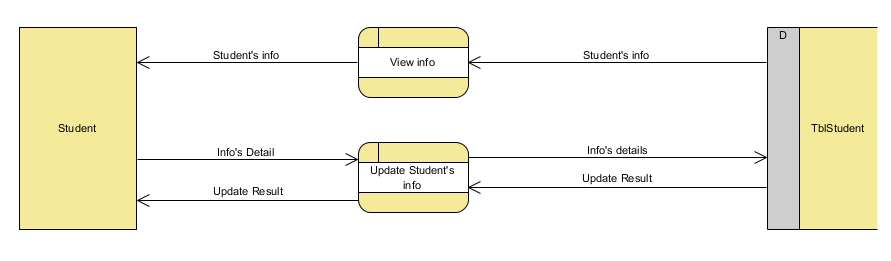 D
Student's info
Student's info
View info
Student
TblStudent
Info's Detail
Info's details
Update Student's
info
Update Result
Update Result